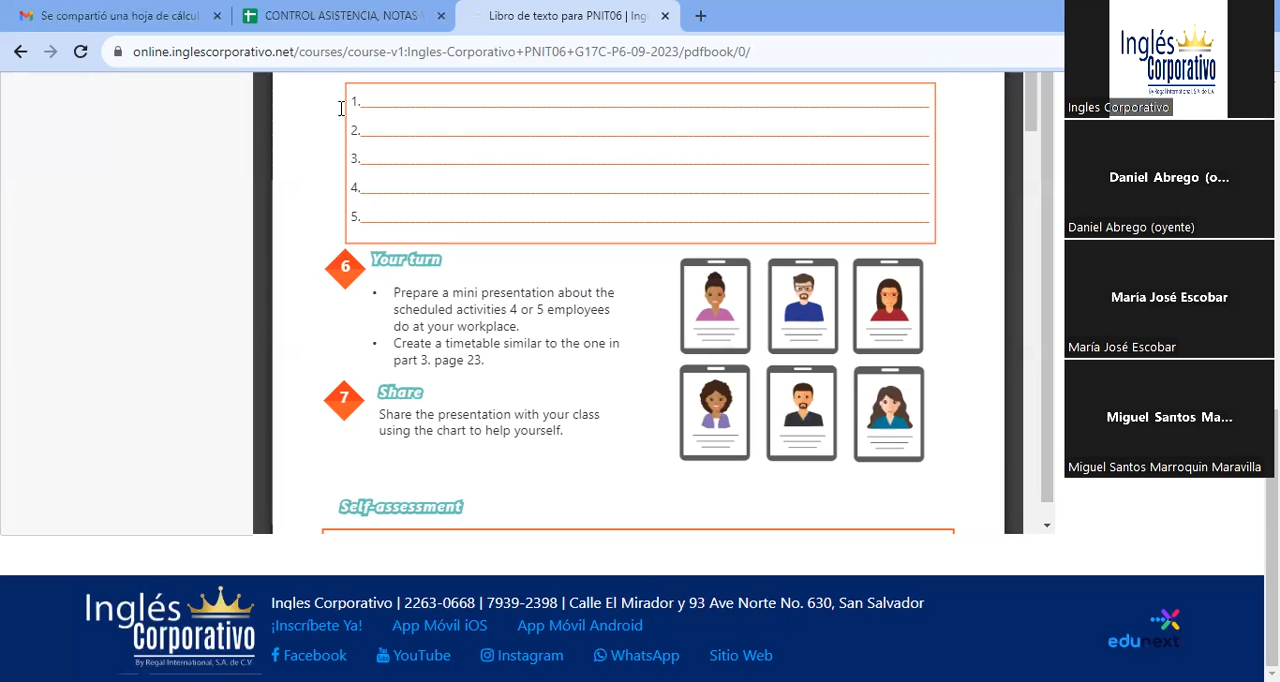 Se compartió una hoja de cálcul
CONTROL ASISTENCIA, NOTAS Y
Libro de texto para PNIT06 | Ing
online.inglescorporativo.net/courses/course-v1:Ingles-Corporativo+PNIT06+G17C-P6-09-2023/pdfbook/0/
1.
2.
3.
4.
5.
6 Your turn
• Prepare a mini presentation about the
scheduled activities 4 or 5 employees
do at your workplace.
• Create a timetable similar to the one in
part 3. page 23.
7 Share
Share the presentation with your class
using the chart to help yourself.
Self-assessment
Inglés
Corporativo
By Regal International, S.A. de C.V.
Ingles Corporativo
Daniel Abrego (o...
Daniel Abrego (oyente)
María José Escobar
María José Escobar
Miguel Santos Ma...
Miguel Santos Marroquin Maravilla
Inglés
Corporativo
By Regal International, S.A. de C.V.
Ingles Corporativo | 2263-0668 | 7939-2398 | Calle El Mirador y 93 Ave Norte No. 630, San Salvador
¡Inscríbete Ya! App Móvil iOS App Móvil Android
Facebook YouTube Instagram WhatsApp Sitio Web
edunext